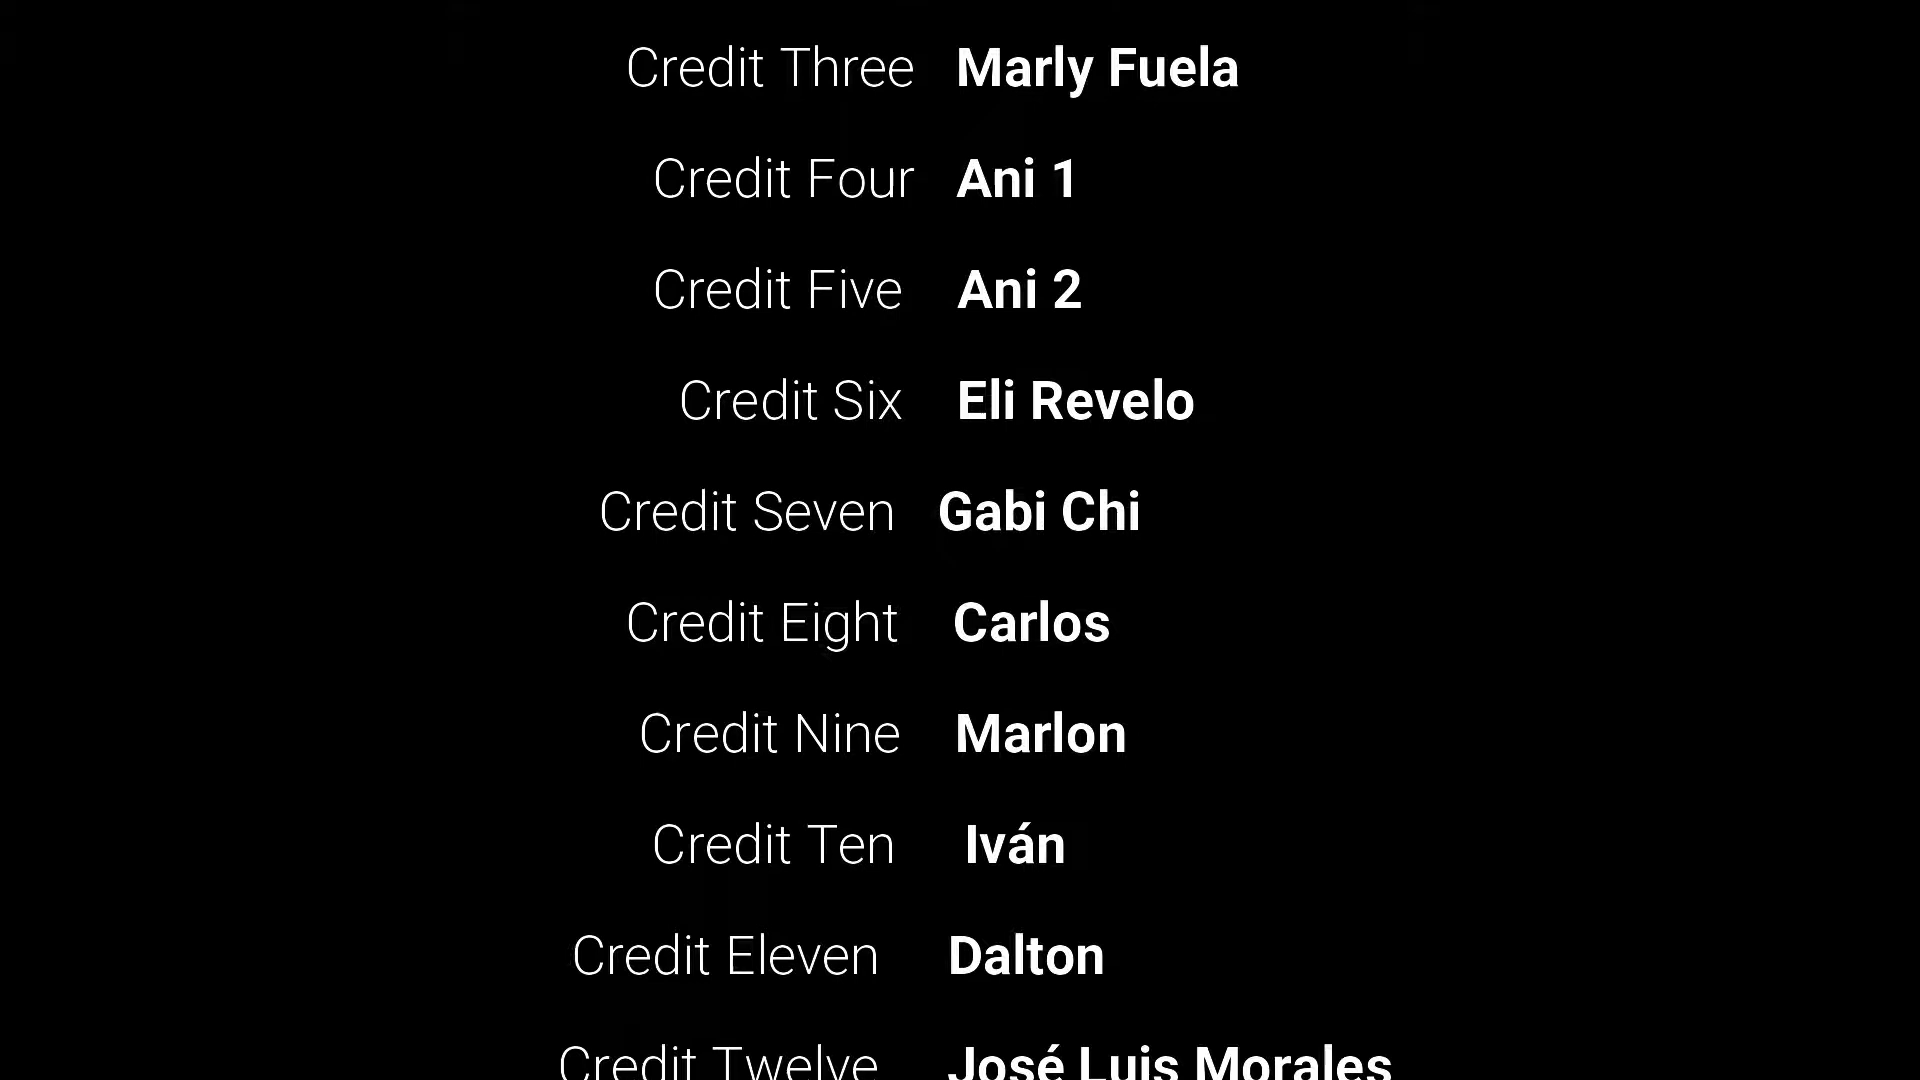 Credit Three Marly Fuela
Credit Four Ani 1
Credit Five Ani 2
Credit Six Eli Revelo
Credit Seven Gabi Chi
Credit Eight Carlos
Credit Nine Marlon
Credit Ten Iván
Credit Eleven Dalton
Credit Twelve José Luis Morales